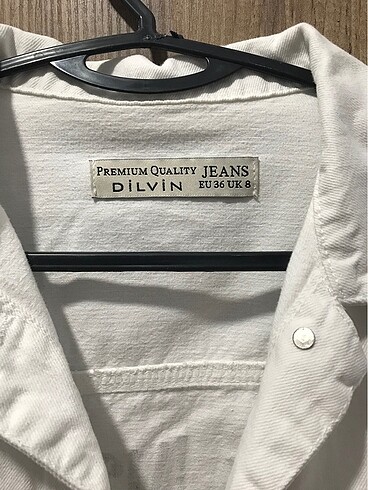 PREMIUM QUALITY JEANS
DİLVİN EU 36 UK 8